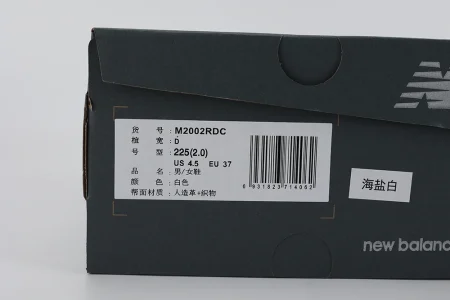 货 号: M2002RDC
楦 宽: D
号 型: 225(2.0)
US 4.5 EU 37
品 名: 男/女鞋
颜 色: 白色
帮面材质: 人造革+织物
海盐白
new balance